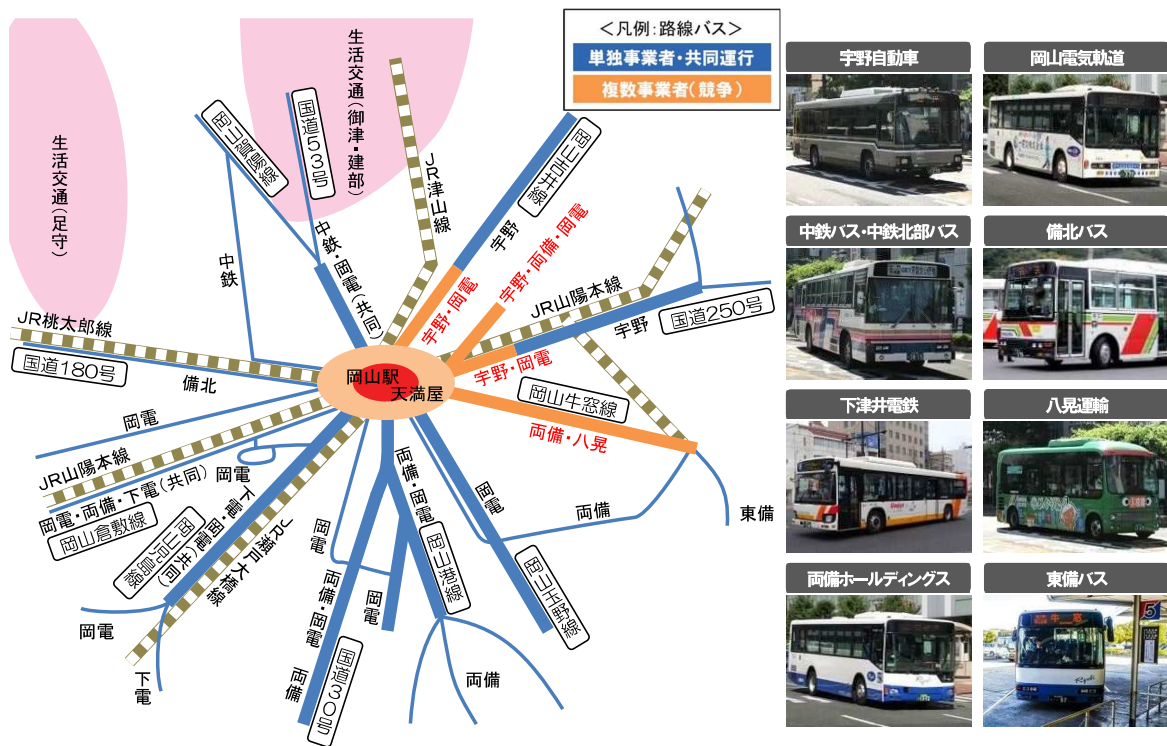 ＜凡例：路線バス＞
単独事業者・共同運行
複数事業者（競争）
生活交通（足守）
生活交通（御津・建部）
岡山賀陽線
国道53号
JR津山線
岡山吉井線
宇野
中鉄
中鉄・岡電（共同）
宇野・岡電
宇野・両備・岡電
JR山陽本線
宇野
国道250号
JR桃太郎線
国道180号
備北
岡山駅
天満屋
宇野・岡電
岡山牛窓線
両備・八晃
岡電
JR山陽本線
岡電・両備・下電（共同）
岡山倉敷線
岡電
下電・岡電（共同）
岡山児島線
JR瀬戸大橋線
岡電
下電
岡電
両備・岡電
両備
国道30号
岡電
両備・岡電
岡山港線
両備
岡電
岡山玉野線
両備
東備
宇野自動車
岡山電気軌道
中鉄バス・中鉄北部バス
備北バス
下津井電鉄
八晃運輸
両備ホールディングス
東備バス
5